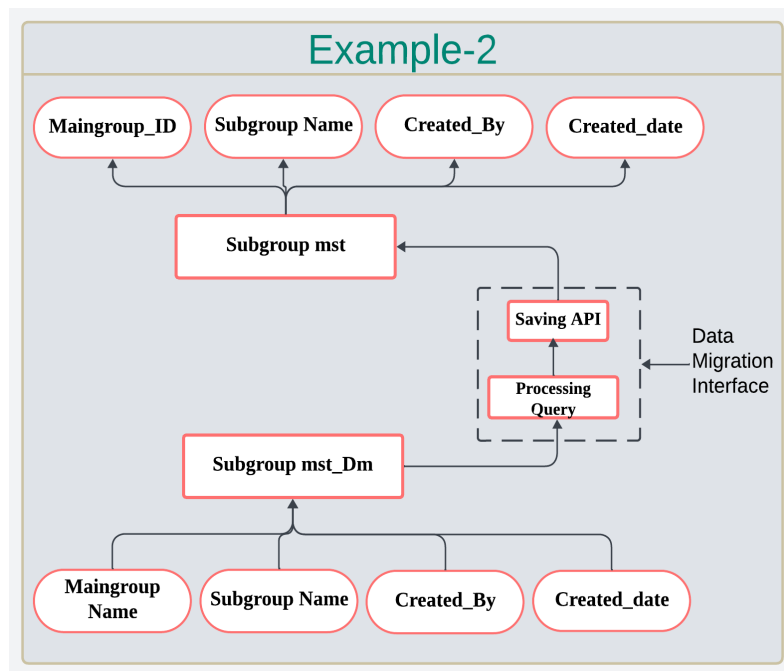 Example-2
Maingroup_ID
Subgroup Name
Created_By
Created_date
Subgroup mst
Saving API
Data
Migration
Interface
Processing
Query
Subgroup mst_Dm
Maingroup
Name
Subgroup Name
Created_By
Created_date